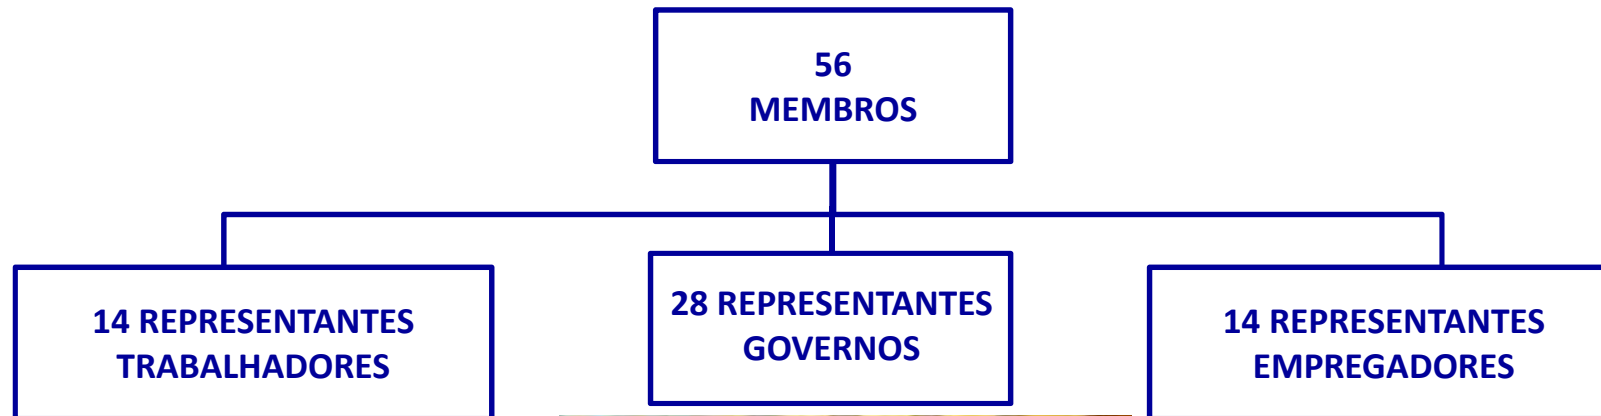 56
MEMBROS
14 REPRESENTANTES
TRABALHADORES
28 REPRESENTANTES
GOVERNOS
14 REPRESENTANTES
EMPREGADORES